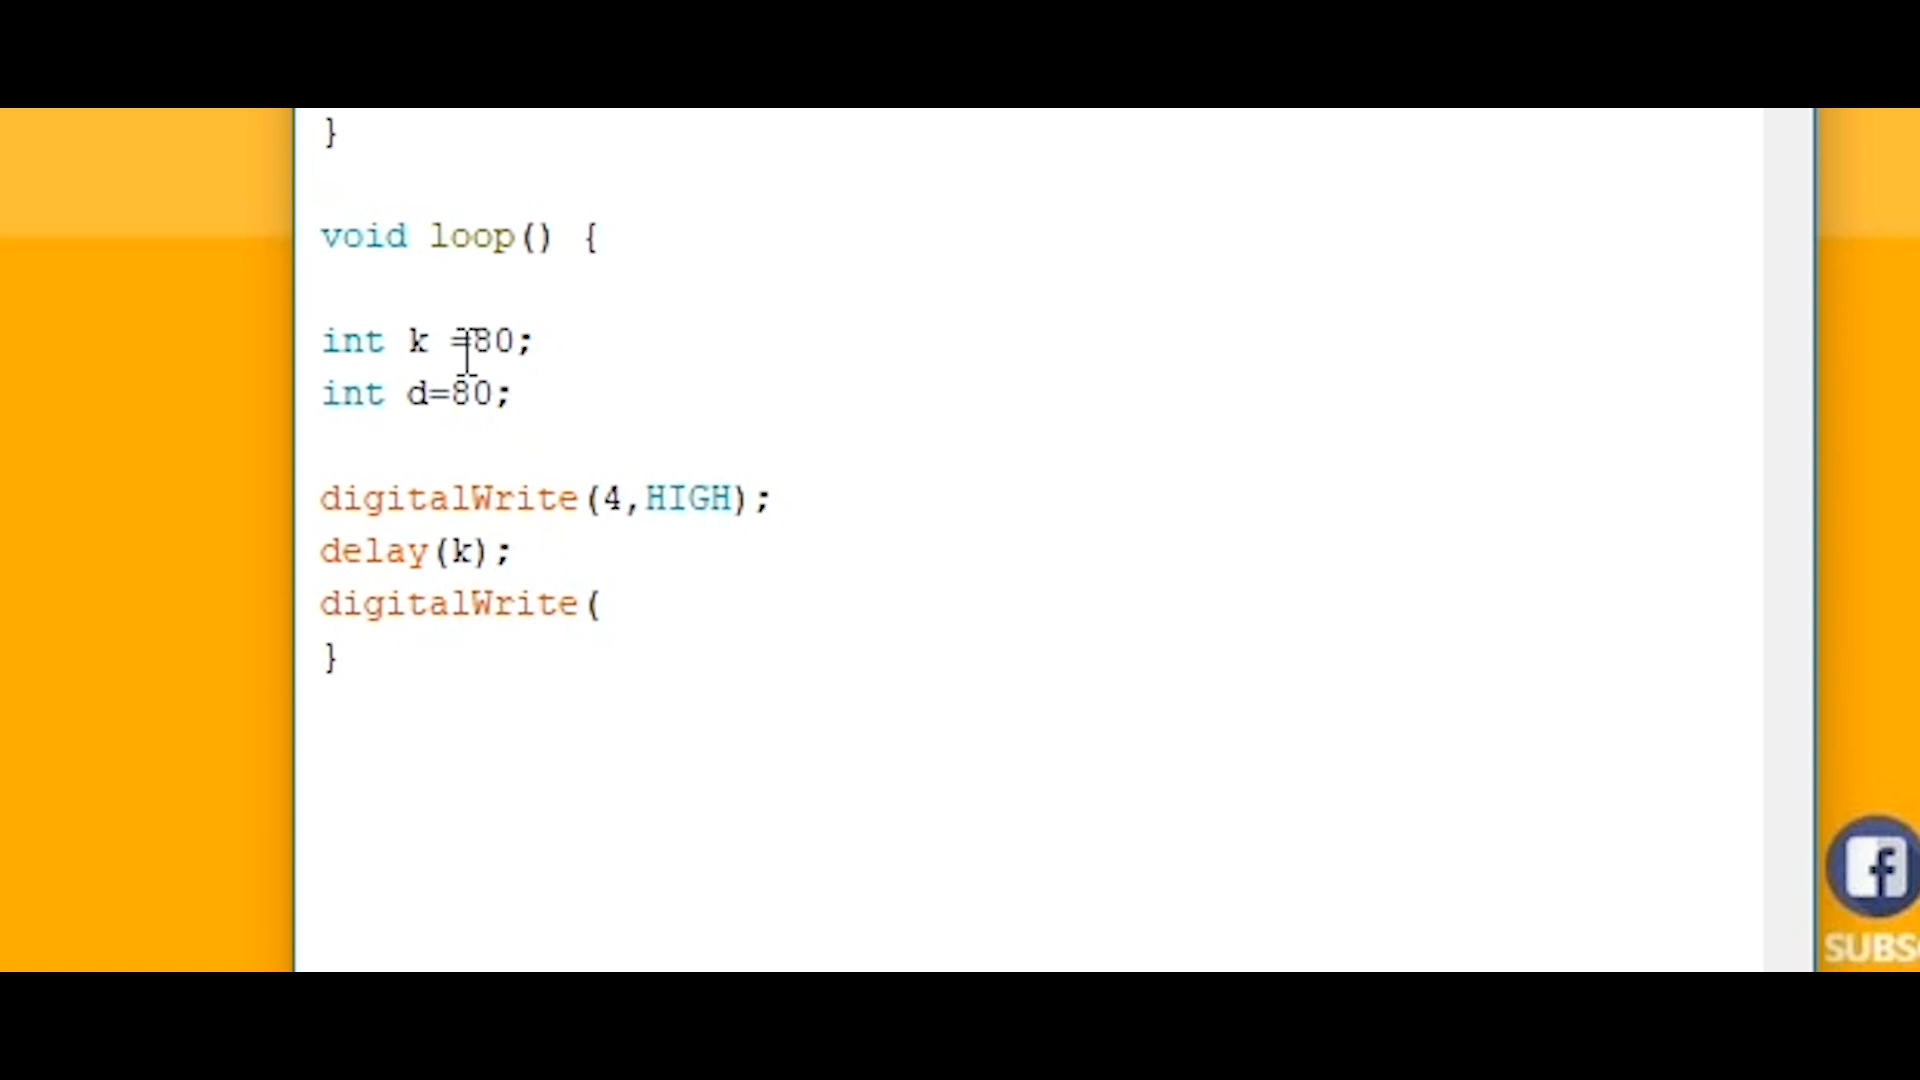 }
void loop() {
int k =80;
int d=80;
digitalWrite(4,HIGH);
delay(k);
digitalWrite(
}
f